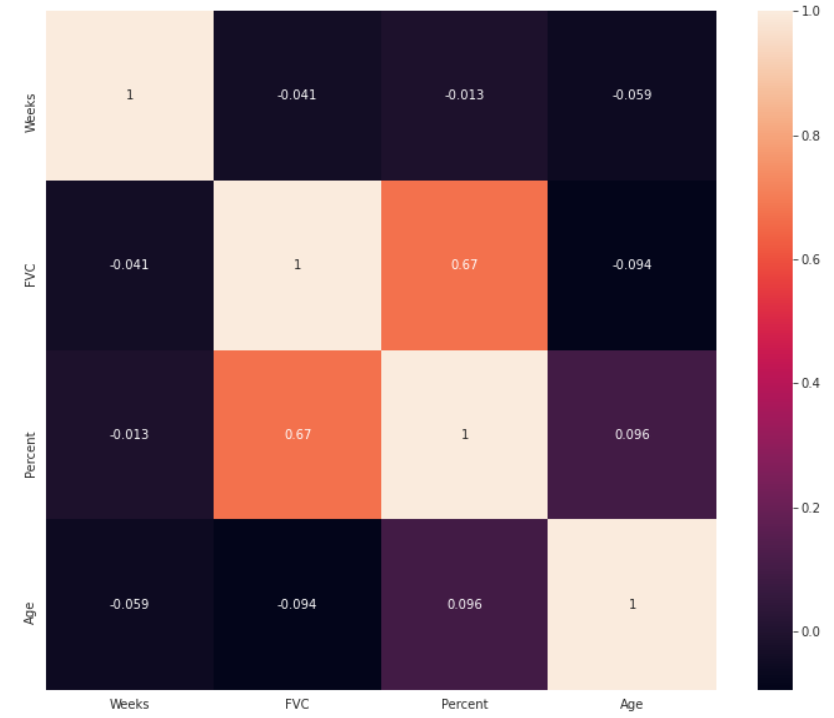 1.0
Weeks 1 -0.041 -0.013 -0.059
0.8
FVC -0.041 1 0.67 -0.094
0.6
0.4
Percent -0.013 0.67 1 0.096
0.2
Age -0.059 -0.094 0.096 1
0.0
Weeks FVC Percent Age